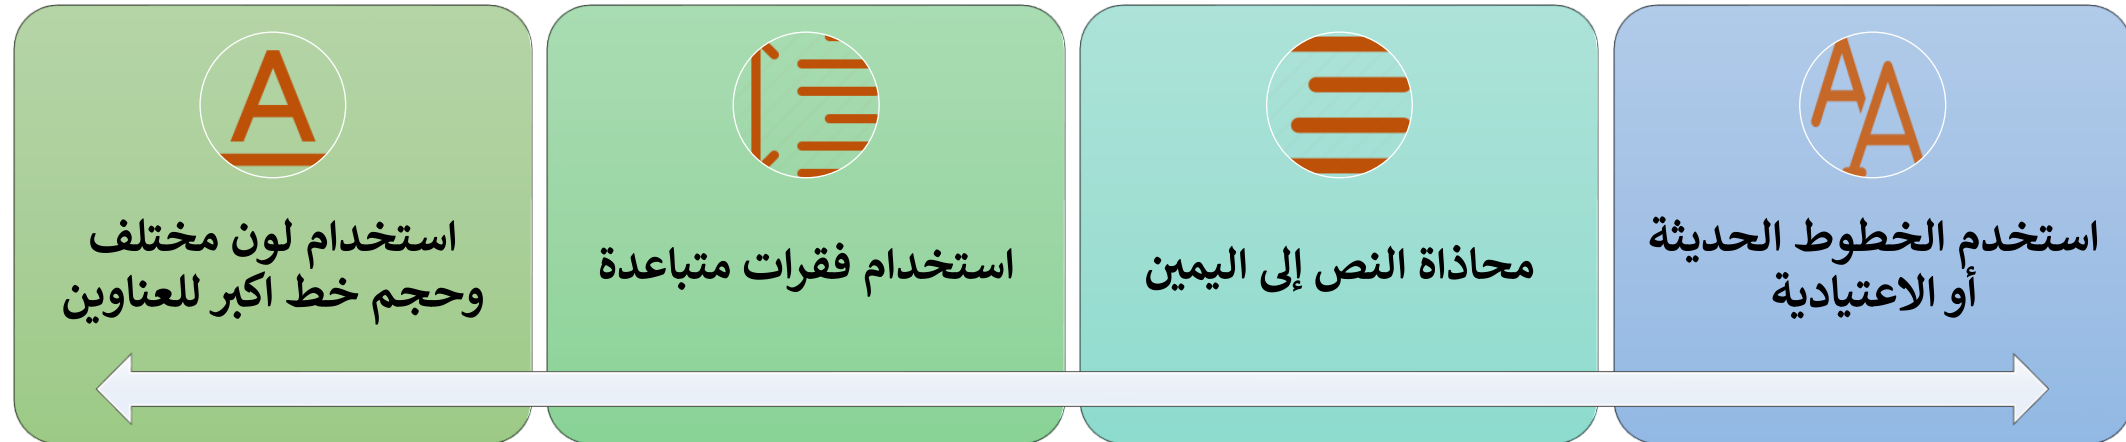 استخدم الخطوط الحديثة
أو الاعتيادية
محاذاة النص إلى اليمين
استخدام فقرات متباعدة
استخدام لون مختلف
وحجم خط اكبر للعناوين